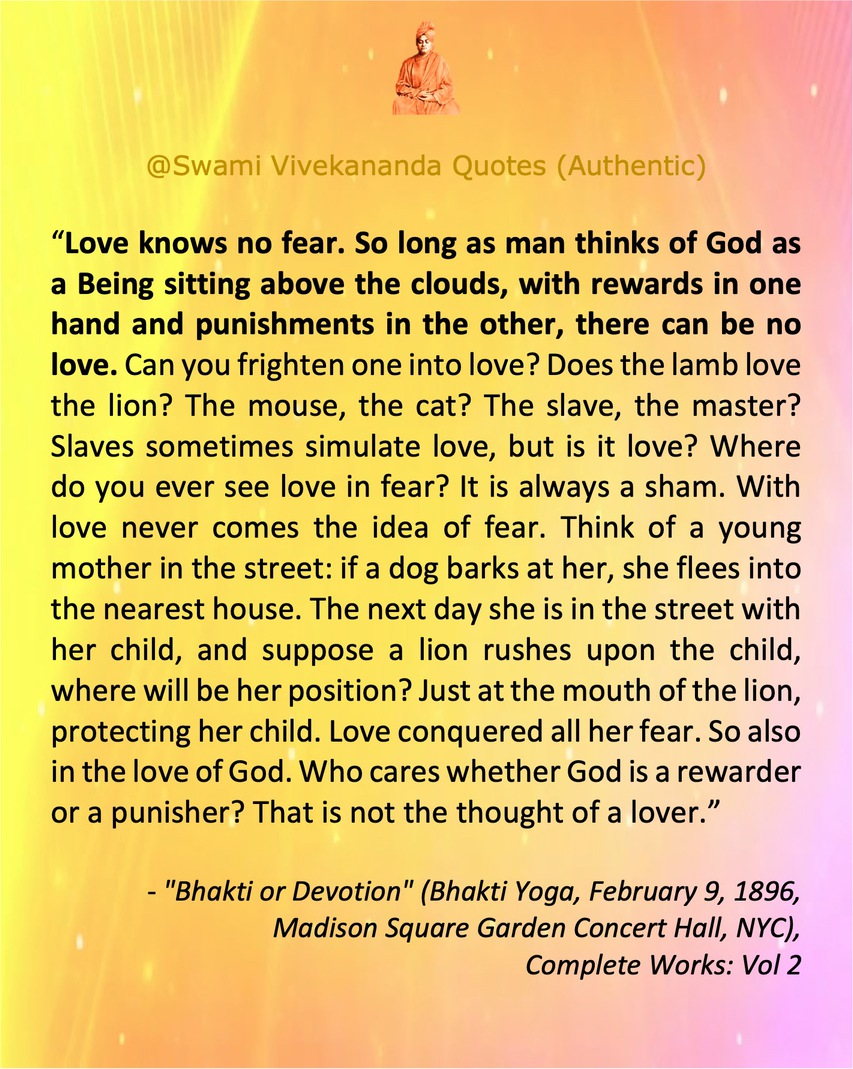 @Swami Vivekananda Quotes (Authentic)
“Love knows no fear. So long as man thinks of God as
a Being sitting above the clouds, with rewards in one
hand and punishments in the other, there can be no
love. Can you frighten one into love? Does the lamb love
the lion? The mouse, the cat? The slave, the master?
Slaves sometimes simulate love, but is it love? Where
do you ever see love in fear? It is always a sham. With
love never comes the idea of fear. Think of a young
mother in the street: if a dog barks at her, she flees into
the nearest house. The next day she is in the street with
her child, and suppose a lion rushes upon the child,
where will be her position? Just at the mouth of the lion,
protecting her child. Love conquered all her fear. So also
in the love of God. Who cares whether God is a rewarder
or a punisher? That is not the thought of a lover.”
- "Bhakti or Devotion" (Bhakti Yoga, February 9, 1896,
Madison Square Garden Concert Hall, NYC),
Complete Works: Vol 2